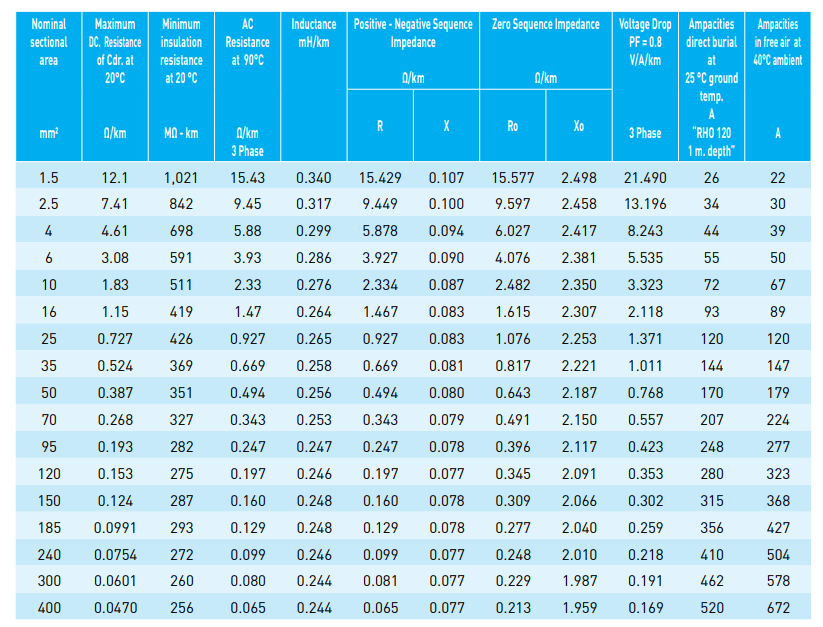 Nominal sectional area mm² | Maximum DC. Resistance of Cdr. at 20°C Ω/km | Minimum insulation resistance at 20 °C MΩ - km | AC Resistance at 90°C Ω/km 3 Phase | Inductance mH/km | Positive - Negative Sequence Impedance Ω/km R | X | Zero Sequence Impedance Ω/km Ro | Xo | Voltage Drop PF = 0.8 V/A/km 3 Phase | Ampacities direct burial at 25 °C ground temp. A "RHO 120 1 m. depth" | Ampacities in free air at 40°C ambient A
1.5 12.1 1,021 15.43 0.340 15.429 0.107 15.577 2.498 21.490 26 22
2.5 7.41 842 9.45 0.317 9.449 0.100 9.597 2.458 13.196 34 30
4 4.61 698 5.88 0.299 5.878 0.094 6.027 2.417 8.243 44 39
6 3.08 591 3.93 0.286 3.927 0.090 4.076 2.381 5.535 55 50
10 1.83 511 2.33 0.276 2.334 0.087 2.482 2.350 3.323 72 67
16 1.15 419 1.47 0.264 1.467 0.083 1.615 2.307 2.118 93 89
25 0.727 426 0.927 0.265 0.927 0.083 1.076 2.253 1.371 120 120
35 0.524 369 0.669 0.258 0.669 0.081 0.817 2.221 1.011 144 147
50 0.387 351 0.494 0.256 0.494 0.080 0.643 2.187 0.768 170 179
70 0.268 327 0.343 0.253 0.343 0.079 0.491 2.150 0.557 207 224
95 0.193 282 0.247 0.247 0.247 0.078 0.396 2.117 0.423 248 277
120 0.153 275 0.197 0.246 0.197 0.077 0.345 2.091 0.353 280 323
150 0.124 287 0.160 0.248 0.160 0.078 0.309 2.066 0.302 315 368
185 0.0991 293 0.129 0.248 0.129 0.078 0.277 2.040 0.259 356 427
240 0.0754 272 0.099 0.246 0.099 0.077 0.248 2.010 0.218 410 504
300 0.0601 260 0.080 0.244 0.081 0.077 0.229 1.987 0.191 462 578
400 0.0470 256 0.065 0.244 0.065 0.077 0.213 1.959 0.169 520 672